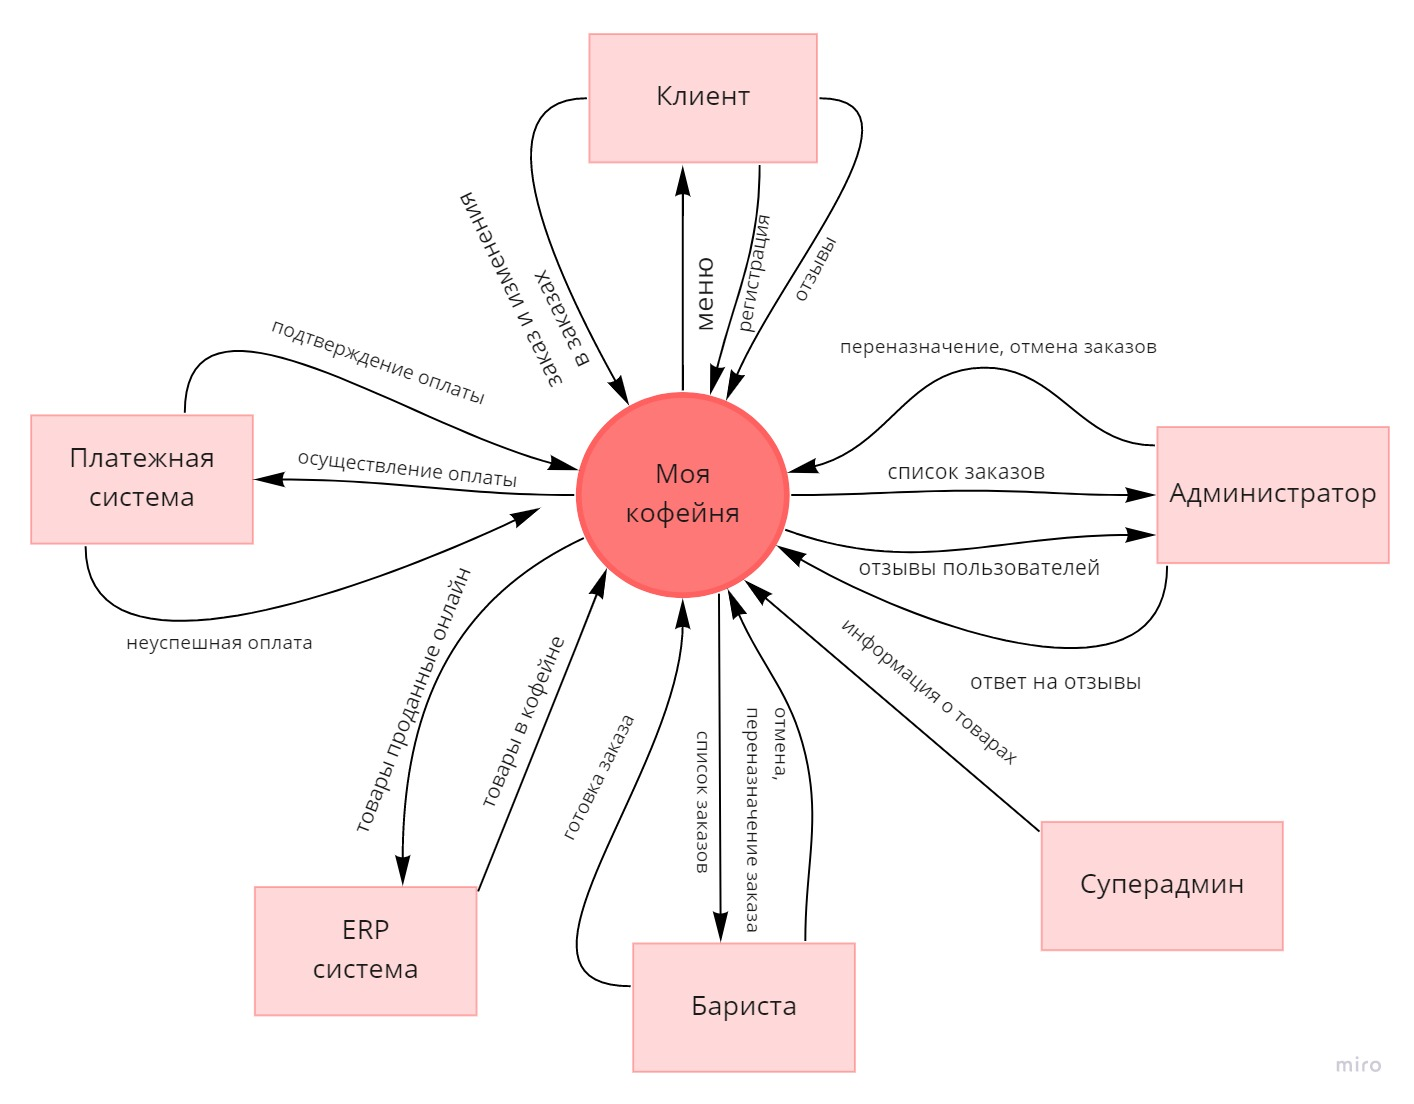 Клиент
заказ и изменения
в заказах
меню
регистрация
отзывы
подтверждение оплаты
переназначение, отмена заказов
Платежная
система
осуществление оплаты
Моя
кофейня
список заказов
Администратор
отзывы пользователей
неуспешная оплата
товары проданные онлайн
товары в кофейне
готовка заказа
список заказов
отмена,
переназначение заказа
информация о товарах
ответ на отзывы
Суперадмин
ERP
система
Бариста
miro